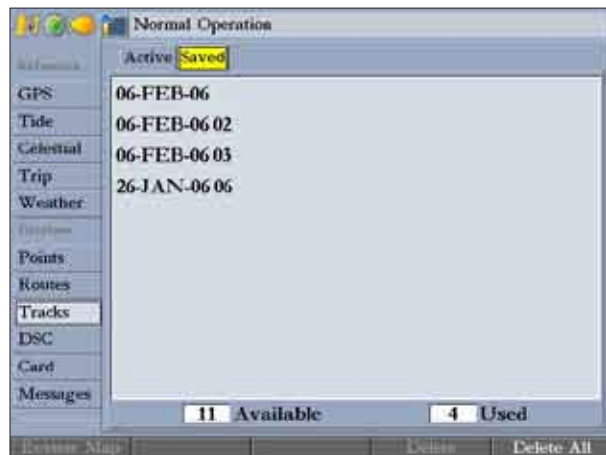 Normal Operation
Active Saved
GPS
Tide
Celestial
Trip
Weather
Points
Routes
Tracks
DSC
Card
Messages
06-FEB-06
06-FEB-06 02
06-FEB-06 03
26-JAN-06 06
11 Available
4 Used
Delete
Delete All